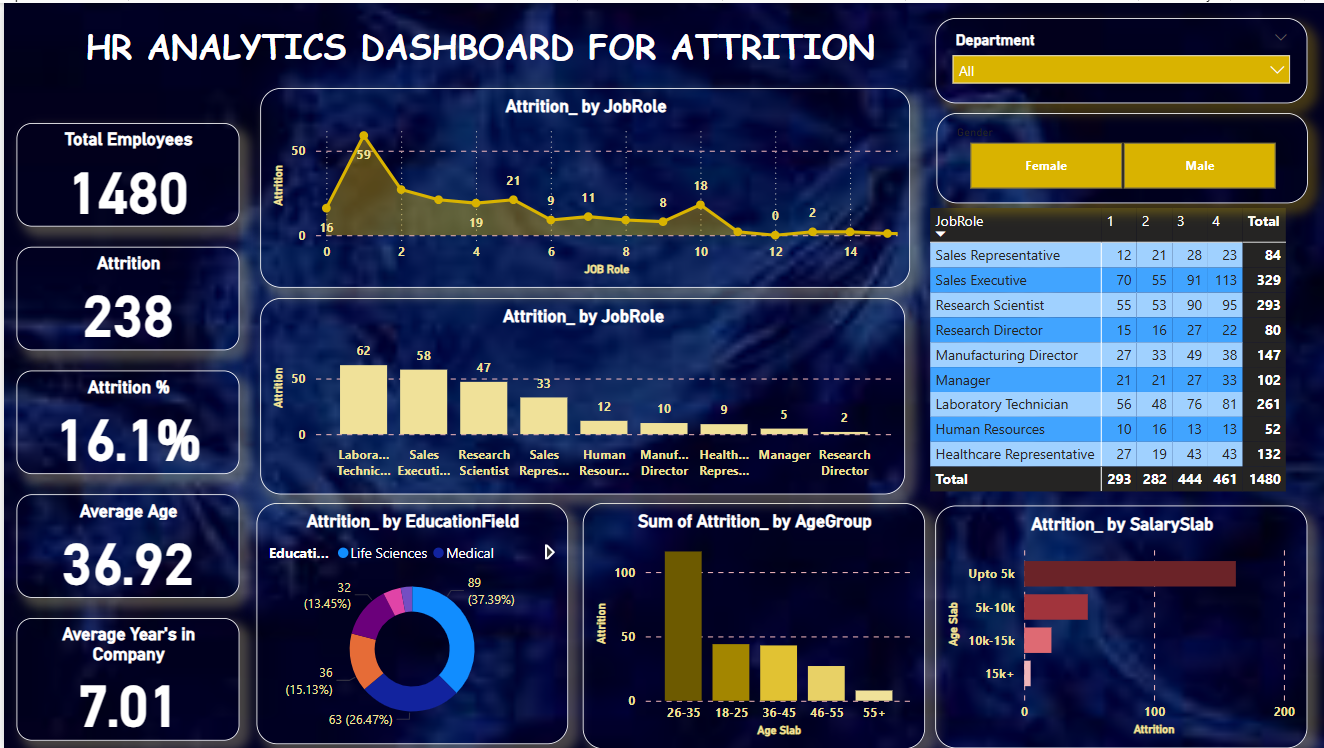 HR ANALYTICS DASHBOARD FOR ATTRITION
Department
All
Gender
Female
Male
Total Employees
1480
Attrition
238
Attrition %
16.1%
Average Age
36.92
Average Year's in
Company
7.01
Attrition_ by JobRole
Attrition
50
0
16
59
19
21
9
11
8
18
0
2
0 2 4 6 8 10 12 14
JOB Role
Attrition_ by JobRole
Attrition
50
0
62 58 47 33 12 10 9 5 2
Labora... Sales Research Sales Human Manuf... Health... Manager Research
Technic... Executi... Scientist Repres... Resour... Director Repres... Director
JobRole 1 2 3 4 Total
Sales Representative 12 21 28 23 84
Sales Executive 70 55 91 113 329
Research Scientist 55 53 90 95 293
Research Director 15 16 27 22 80
Manufacturing Director 27 33 49 38 147
Manager 21 21 27 33 102
Laboratory Technician 56 48 76 81 261
Human Resources 10 16 13 13 52
Healthcare Representative 27 19 43 43 132
Total 293 282 444 461 1480
Attrition_ by EducationField
Educati... Life Sciences Medical
89
(37.39%)
63 (26.47%)
36
(15.13%)
32
(13.45%)
Sum of Attrition_ by AgeGroup
Attrition
100
50
0
26-35 18-25 36-45 46-55 55+
Age Slab
Attrition_ by SalarySlab
Age Slab
Upto 5k
5k-10k
10k-15k
15k+
0 100 200
Attrition